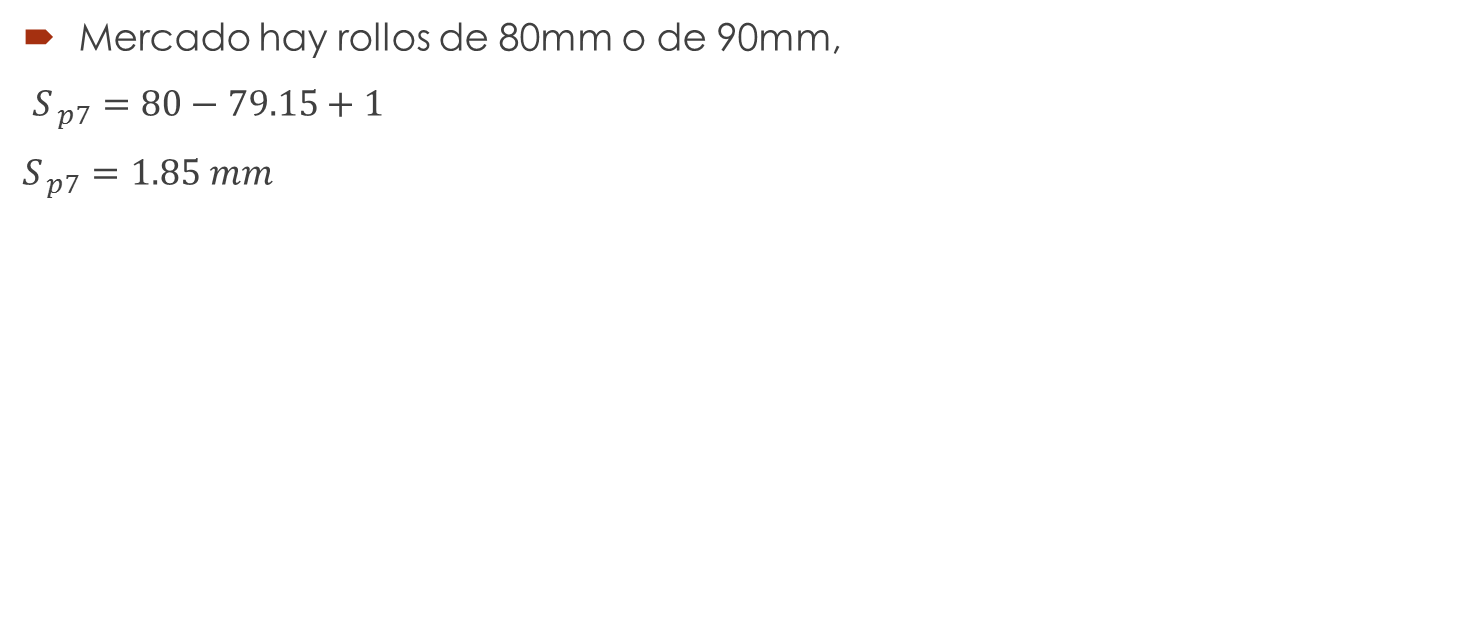 Mercado hay rollos de 80mm o de 90mm,
S p7 = 80 − 79.15 + 1
S p7 = 1.85 mm